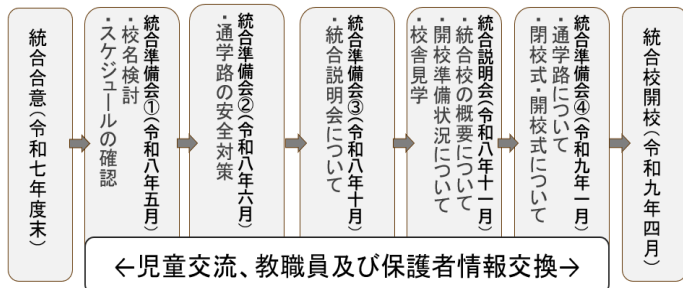 統合合意(令和七年度末)
統合準備会①(令和八年五月)
・校名検討
・スケジュールの確認
統合準備会②(令和八年六月)
・通学路の安全対策
統合準備会③(令和八年十月)
・統合説明会について
統合説明会(令和八年十一月)
・統合校の概要について
・開校準備状況について
・校舎見学
統合準備会④(令和九年一月)
・通学路について
・閉校式・開校式について
統合校開校(令和九年四月)
←児童交流、教職員及び保護者情報交換→